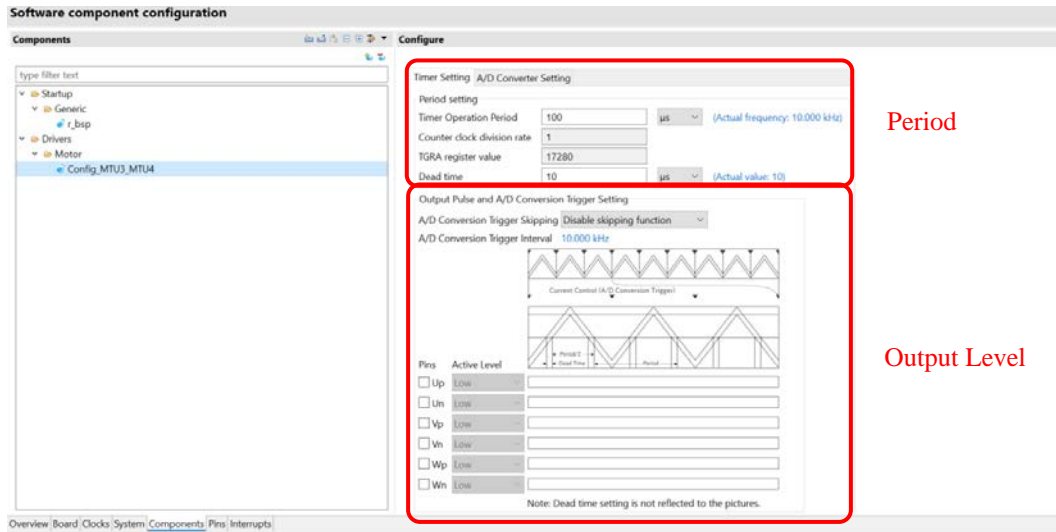 Software component configuration
Components
Configure
type filter text
Startup
Generic
r_bsp
Drivers
Motor
Config_MTU3_MTU4
Timer Setting A/D Converter Setting
Period setting
Timer Operation Period 100 μs (Actual frequency: 10.000 kHz)
Counter clock division rate 1
TGRA register value 17280
Dead time 10 μs (Actual value: 10)
Period
Output Pulse and A/D Conversion Trigger Setting
A/D Conversion Trigger Skipping Disable skipping function
A/D Conversion Trigger Interval 10.000 kHz
Current Control (A/D Conversion Trigger)
Period/2
Dead Time Period
Output Level
Pins Active Level
Up Low
Un Low
Vp Low
Vn Low
Wp Low
Wn Low
Note: Dead time setting is not reflected to the pictures.
Overview Board Clocks System Components Pins Interrupts